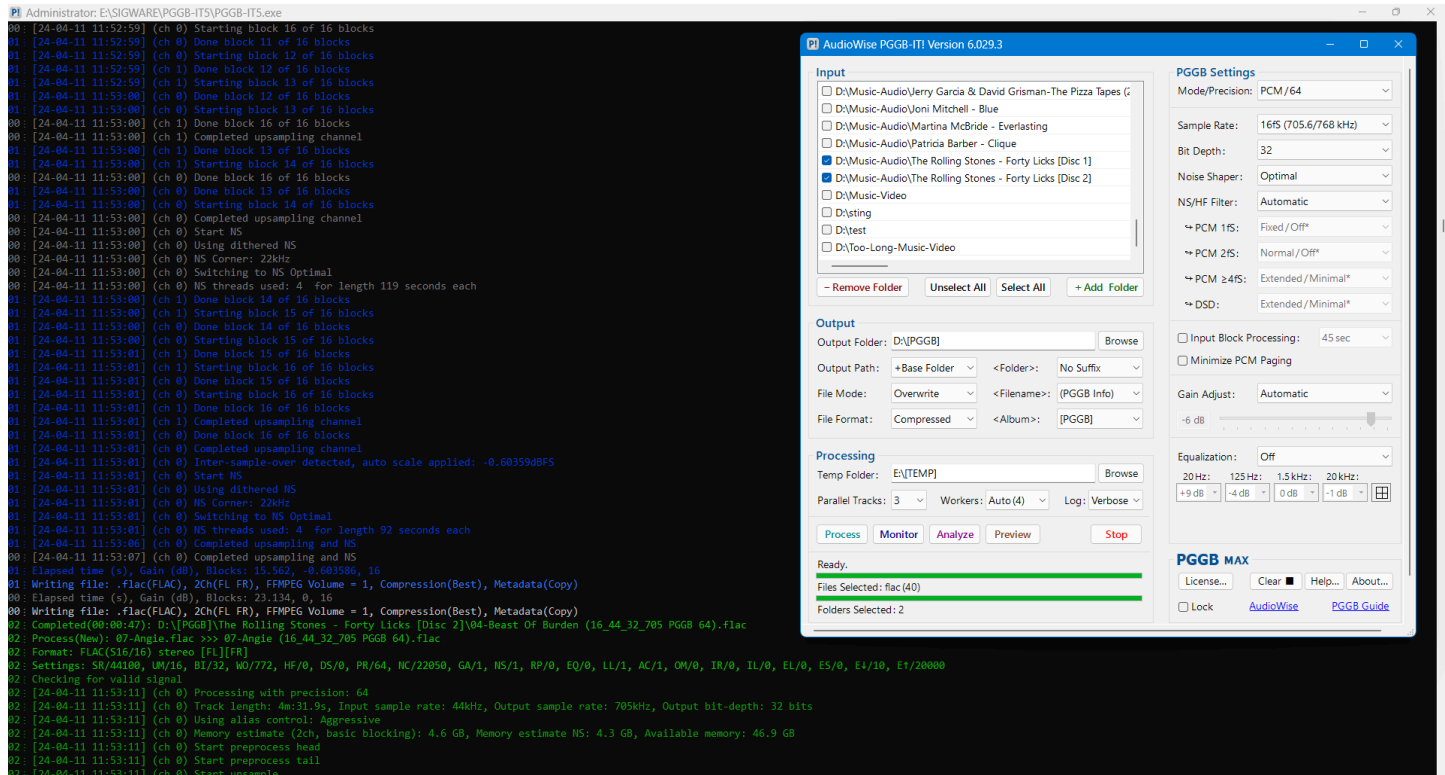 P! Administrator: E:\SIGWARE\PGGB-IT5\PGGB-IT5.exe
00: [24-04-11 11:52:59] (ch 0) Starting block 16 of 16 blocks
01: [24-04-11 11:52:59] (ch 0) Done block 11 of 16 blocks
01: [24-04-11 11:52:59] (ch 0) Starting block 12 of 16 blocks
01: [24-04-11 11:52:59] (ch 1) Done block 12 of 16 blocks
01: [24-04-11 11:52:59] (ch 1) Starting block 13 of 16 blocks
01: [24-04-11 11:53:00] (ch 0) Done block 12 of 16 blocks
01: [24-04-11 11:53:00] (ch 0) Starting block 13 of 16 blocks
00: [24-04-11 11:53:00] (ch 1) Done block 16 of 16 blocks
00: [24-04-11 11:53:00] (ch 1) Completed upsampling channel
01: [24-04-11 11:53:00] (ch 1) Done block 13 of 16 blocks
01: [24-04-11 11:53:00] (ch 1) Starting block 14 of 16 blocks
00: [24-04-11 11:53:00] (ch 0) Done block 16 of 16 blocks
01: [24-04-11 11:53:00] (ch 0) Done block 13 of 16 blocks
01: [24-04-11 11:53:00] (ch 0) Starting block 14 of 16 blocks
00: [24-04-11 11:53:00] (ch 0) Completed upsampling channel
00: [24-04-11 11:53:00] (ch 0) Start NS
00: [24-04-11 11:53:00] (ch 0) Using dithered NS
00: [24-04-11 11:53:00] (ch 0) NS Corner: 22kHz
00: [24-04-11 11:53:00] (ch 0) Switching to NS Optimal
00: [24-04-11 11:53:00] (ch 0) NS threads used: 4 for length 119 seconds each
01: [24-04-11 11:53:00] (ch 1) Done block 14 of 16 blocks
01: [24-04-11 11:53:00] (ch 1) Starting block 15 of 16 blocks
01: [24-04-11 11:53:00] (ch 0) Done block 14 of 16 blocks
01: [24-04-11 11:53:00] (ch 0) Starting block 15 of 16 blocks
01: [24-04-11 11:53:01] (ch 1) Done block 15 of 16 blocks
01: [24-04-11 11:53:01] (ch 1) Starting block 16 of 16 blocks
01: [24-04-11 11:53:01] (ch 0) Done block 15 of 16 blocks
01: [24-04-11 11:53:01] (ch 0) Starting block 16 of 16 blocks
01: [24-04-11 11:53:01] (ch 1) Done block 16 of 16 blocks
01: [24-04-11 11:53:01] (ch 1) Completed upsampling channel
01: [24-04-11 11:53:01] (ch 0) Done block 16 of 16 blocks
01: [24-04-11 11:53:01] (ch 0) Completed upsampling channel
01: [24-04-11 11:53:01] (ch 0) Inter-sample-over detected, auto scale applied: -0.60359dBFS
01: [24-04-11 11:53:01] (ch 0) Start NS
01: [24-04-11 11:53:01] (ch 0) Using dithered NS
01: [24-04-11 11:53:01] (ch 0) NS Corner: 22kHz
01: [24-04-11 11:53:01] (ch 0) Switching to NS Optimal
01: [24-04-11 11:53:01] (ch 0) NS threads used: 4 for length 92 seconds each
01: [24-04-11 11:53:06] (ch 0) Completed upsampling and NS
00: [24-04-11 11:53:07] (ch 0) Completed upsampling and NS
01: Elapsed time (s), Gain (dB), Blocks: 15.562, -0.603586, 16
01: Writing file: .flac(FLAC), 2Ch(FL FR), FFMPEG Volume = 1, Compression(Best), Metadata(Copy)
00: Elapsed time (s), Gain (dB), Blocks: 23.134, 0, 16
00: Writing file: .flac(FLAC), 2Ch(FL FR), FFMPEG Volume = 1, Compression(Best), Metadata(Copy)
02: Completed(00:00:47): D:\[PGGB]\The Rolling Stones - Forty Licks [Disc 2]\04-Beast Of Burden (16_44_32_705 PGGB 64).flac
02: Process(New): 07-Angie.flac >>> 07-Angie (16_44_32_705 PGGB 64).flac
02: Format: FLAC(S16/16) stereo [FL][FR]
02: Settings: SR/44100, UM/16, BI/32, WO/772, HF/0, DS/0, PR/64, NC/22050, GA/1, NS/1, RP/0, EQ/0, LL/1, AC/1, OM/0, IR/0, IL/0, EL/0, ES/0, E↓/10, E↑/20000
02: Checking for valid signal
02: [24-04-11 11:53:11] (ch 0) Processing with precision: 64
02: [24-04-11 11:53:11] (ch 0) Track length: 4m:31.9s, Input sample rate: 44kHz, Output sample rate: 705kHz, Output bit-depth: 32 bits
02: [24-04-11 11:53:11] (ch 0) Using alias control: Aggressive
02: [24-04-11 11:53:11] (ch 0) Memory estimate (2ch, basic blocking): 4.6 GB, Memory estimate NS: 4.3 GB, Available memory: 46.9 GB
02: [24-04-11 11:53:11] (ch 0) Start preprocess head
02: [24-04-11 11:53:11] (ch 0) Start preprocess tail
02: [24-04-11 11:53:11] (ch 0) Start upsample
P! AudioWise PGGB-IT! Version 6.029.3
Input
D:\Music-Audio\Jerry Garcia & David Grisman-The Pizza Tapes (2
D:\Music-Audio\Joni Mitchell - Blue
D:\Music-Audio\Martina McBride - Everlasting
D:\Music-Audio\Patricia Barber - Clique
D:\Music-Audio\The Rolling Stones - Forty Licks [Disc 1]
D:\Music-Audio\The Rolling Stones - Forty Licks [Disc 2]
D:\Music-Video
D:\sting
D:\test
D:\Too-Long-Music-Video
− Remove Folder Unselect All Select All + Add Folder
Output
Output Folder: D:\[PGGB] Browse
Output Path: +Base Folder <Folder>: No Suffix
File Mode: Overwrite <Filename>: (PGGB Info)
File Format: Compressed <Album>: [PGGB]
Processing
Temp Folder: E:\[TEMP] Browse
Parallel Tracks: 3 Workers: Auto (4) Log: Verbose
Process Monitor Analyze Preview Stop
Ready.
Files Selected: flac(40)
Folders Selected: 2
PGGB Settings
Mode/Precision: PCM/64
Sample Rate: 16fS (705.6/768 kHz)
Bit Depth: 32
Noise Shaper: Optimal
NS/HF Filter: Automatic
↪ PCM 1fS: Fixed/Off*
↪ PCM 2fS: Normal/Off*
↪ PCM ≥4fS: Extended/Minimal*
↪ DSD: Extended/Minimal*
Input Block Processing: 45 sec
Minimize PCM Paging
Gain Adjust: Automatic
-6 dB
Equalization: Off
20 Hz: 125 Hz: 1.5 kHz: 20 kHz:
+9 dB -4 dB 0 dB -1 dB
PGGB MAX
License... Clear ■ Help... About...
Lock AudioWise PGGB Guide